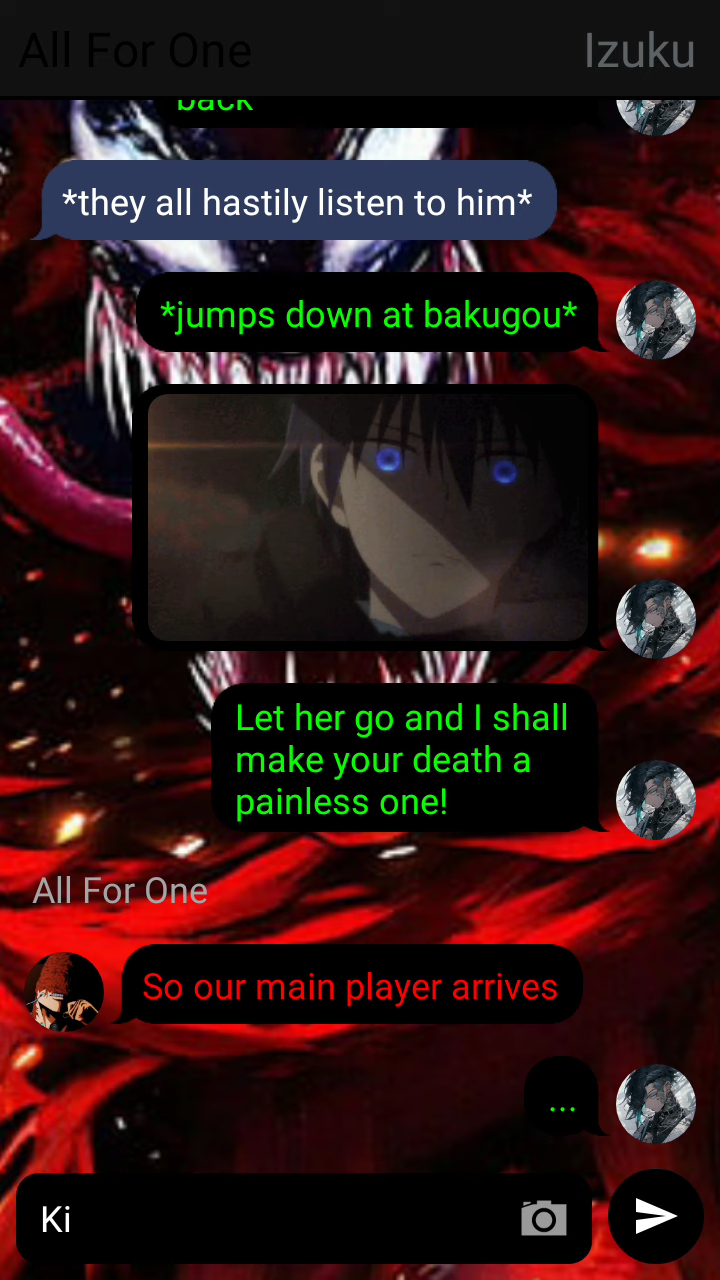 All For One
Izuku
back
*they all hastily listen to him*
*jumps down at bakugou*
Let her go and I shall
make your death a
painless one!
All For One
So our main player arrives
...
Ki